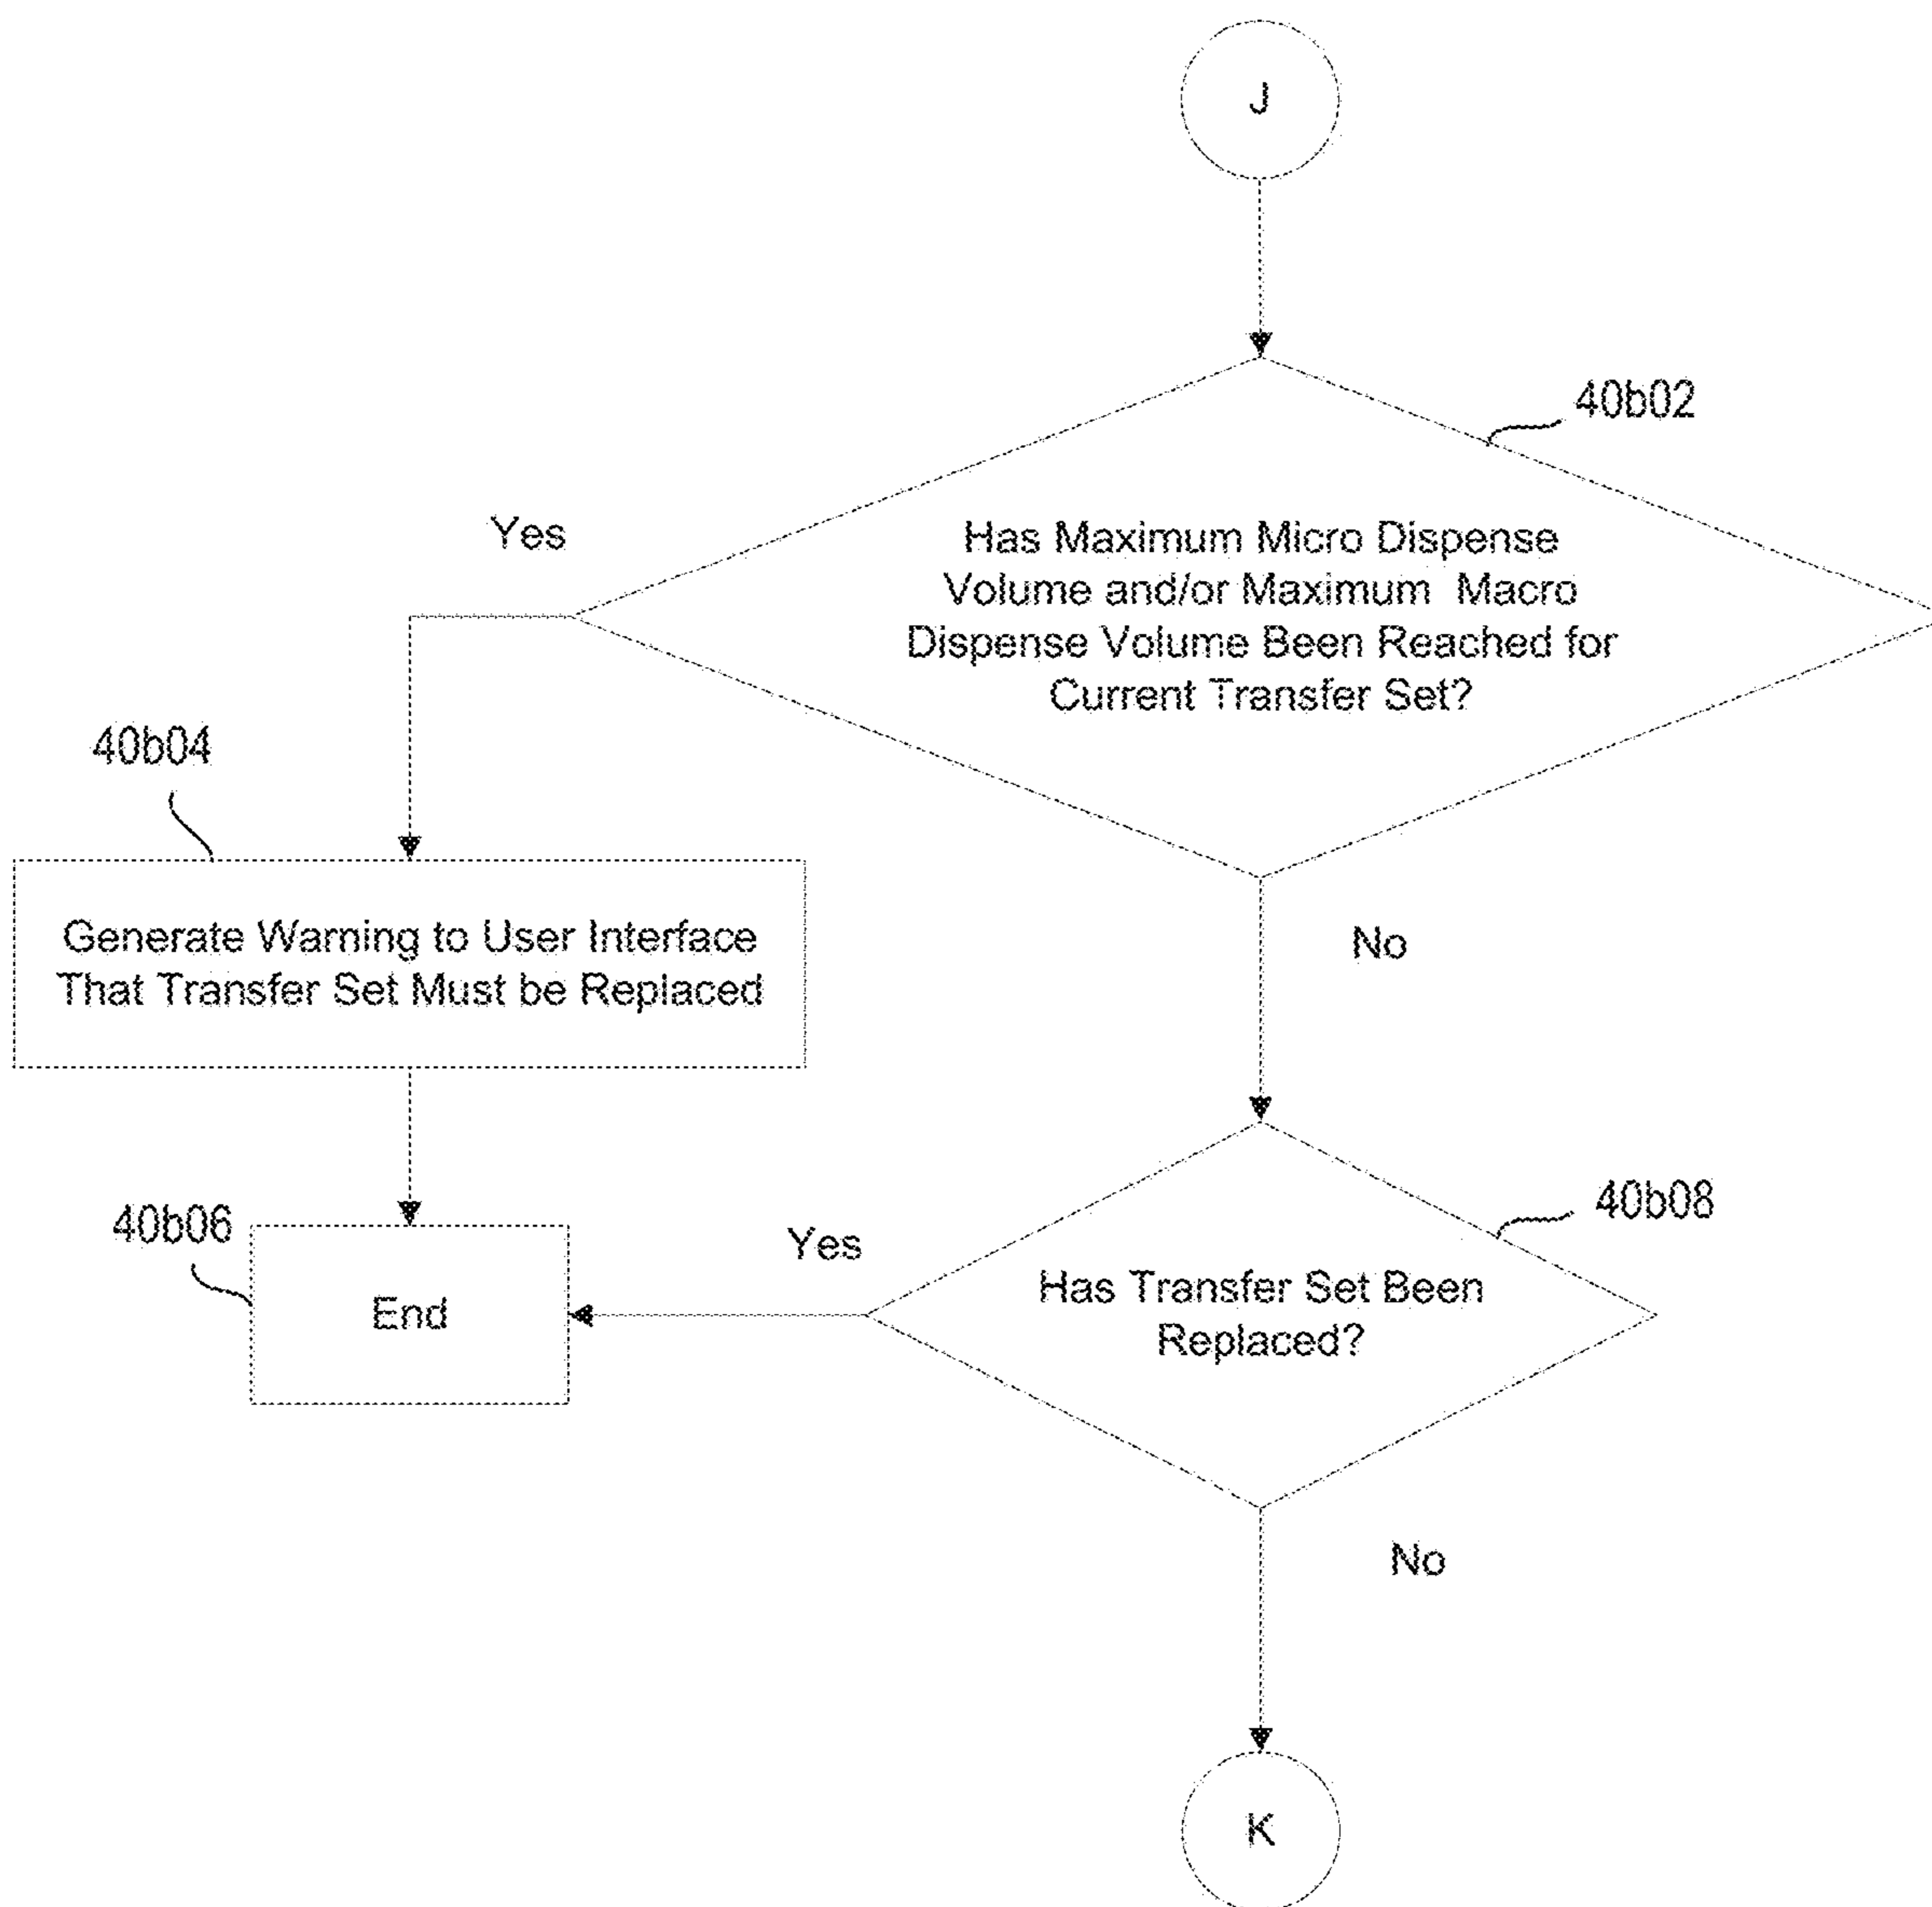 J
40b02
Yes
Has Maximum Micro Dispense
Volume and/or Maximum Macro
Dispense Volume Been Reached for
Current Transfer Set?
40b04
Generate Warning to User Interface
That Transfer Set Must be Replaced
No
40b06
End
Yes
40b08
Has Transfer Set Been
Replaced?
No
K